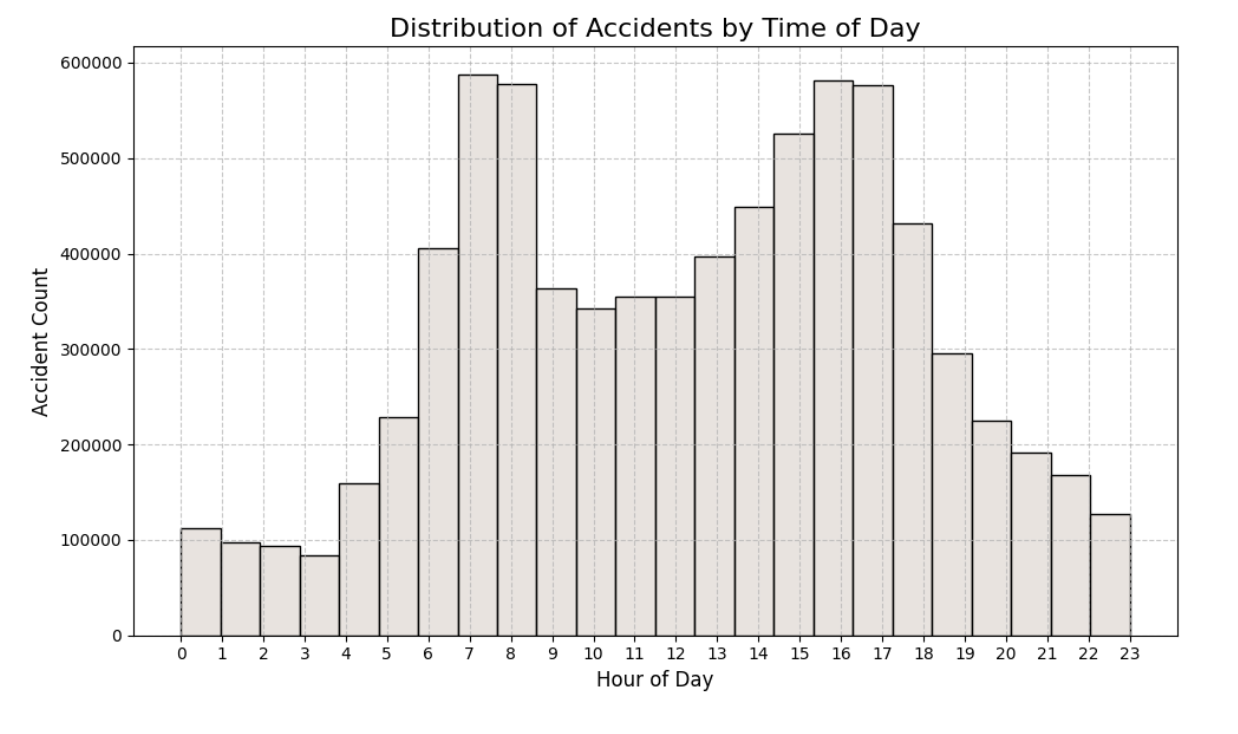 Distribution of Accidents by Time of Day
600000
500000
400000
300000
200000
100000
0
Accident Count
0 1 2 3 4 5 6 7 8 9 10 11 12 13 14 15 16 17 18 19 20 21 22 23
Hour of Day